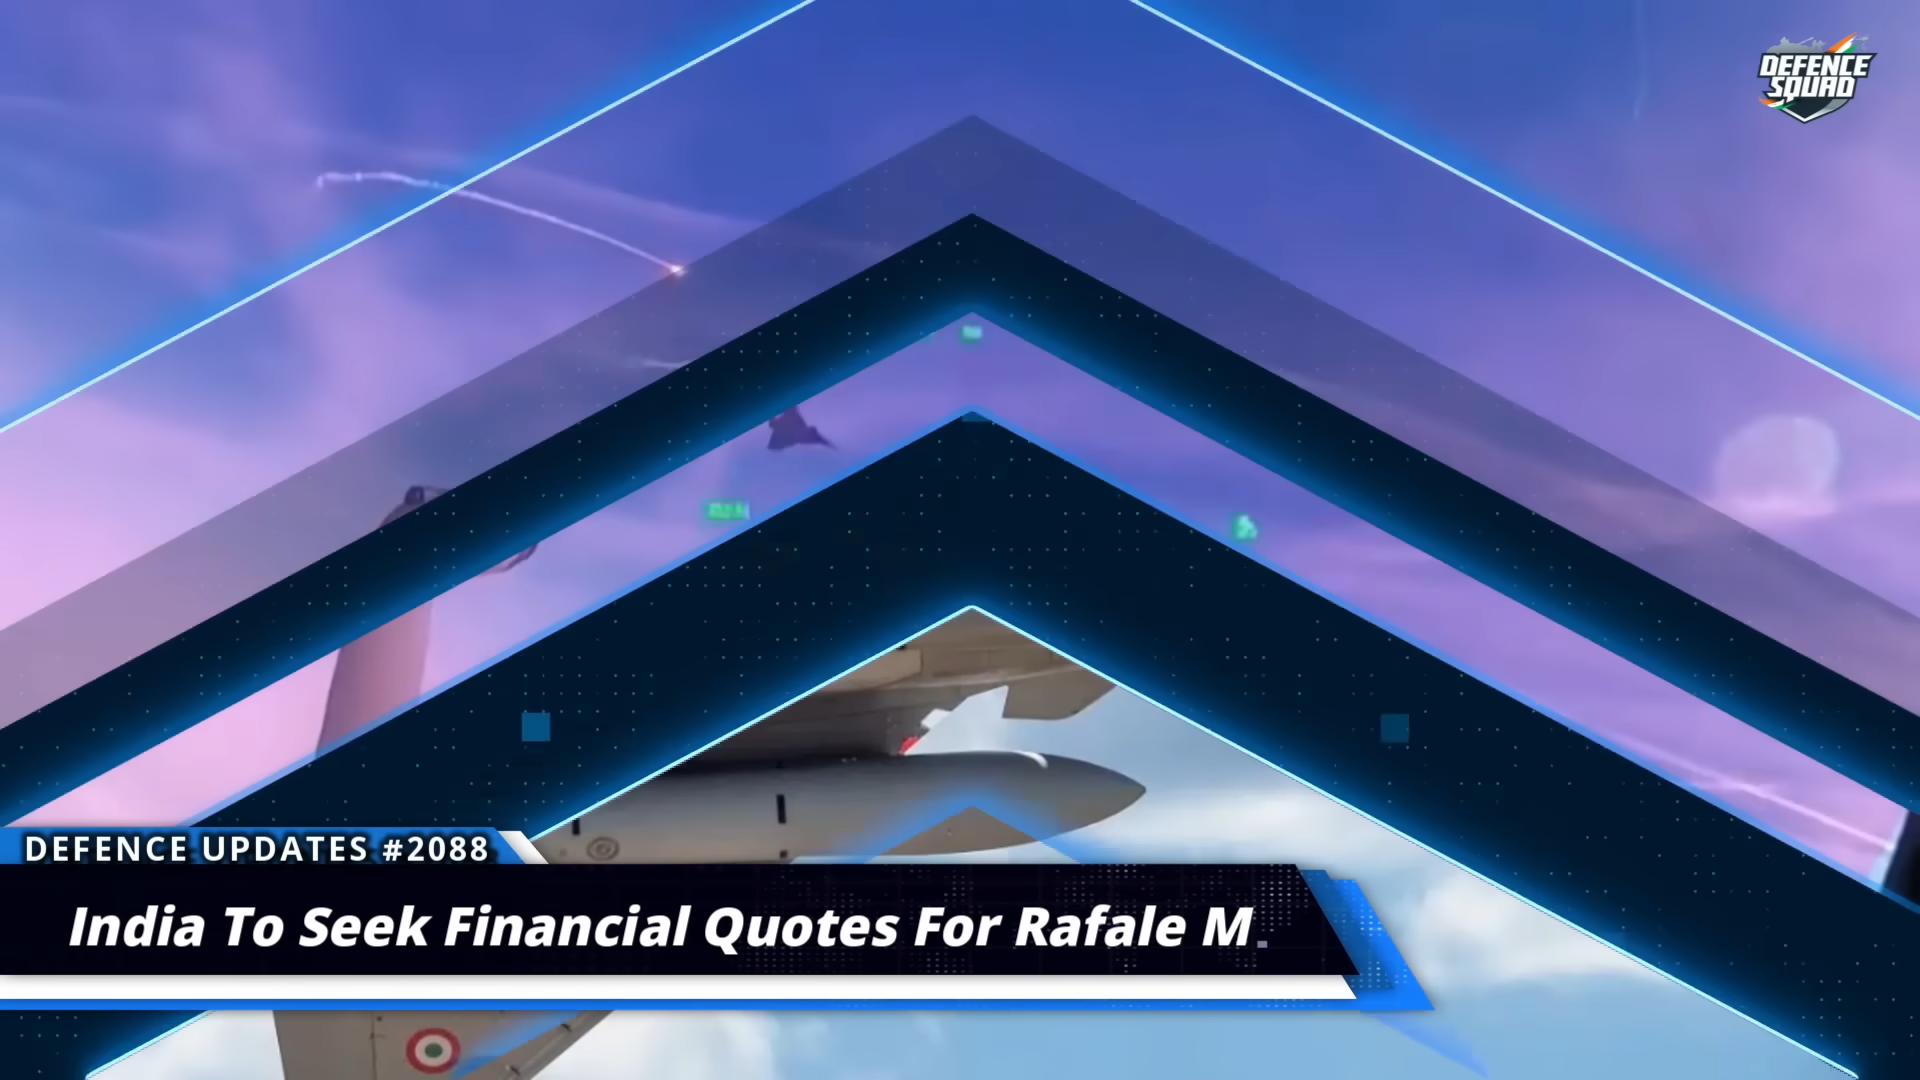 DEFENCE
SQUAD
DEFENCE UPDATES #2088
India To Seek Financial Quotes For Rafale M.